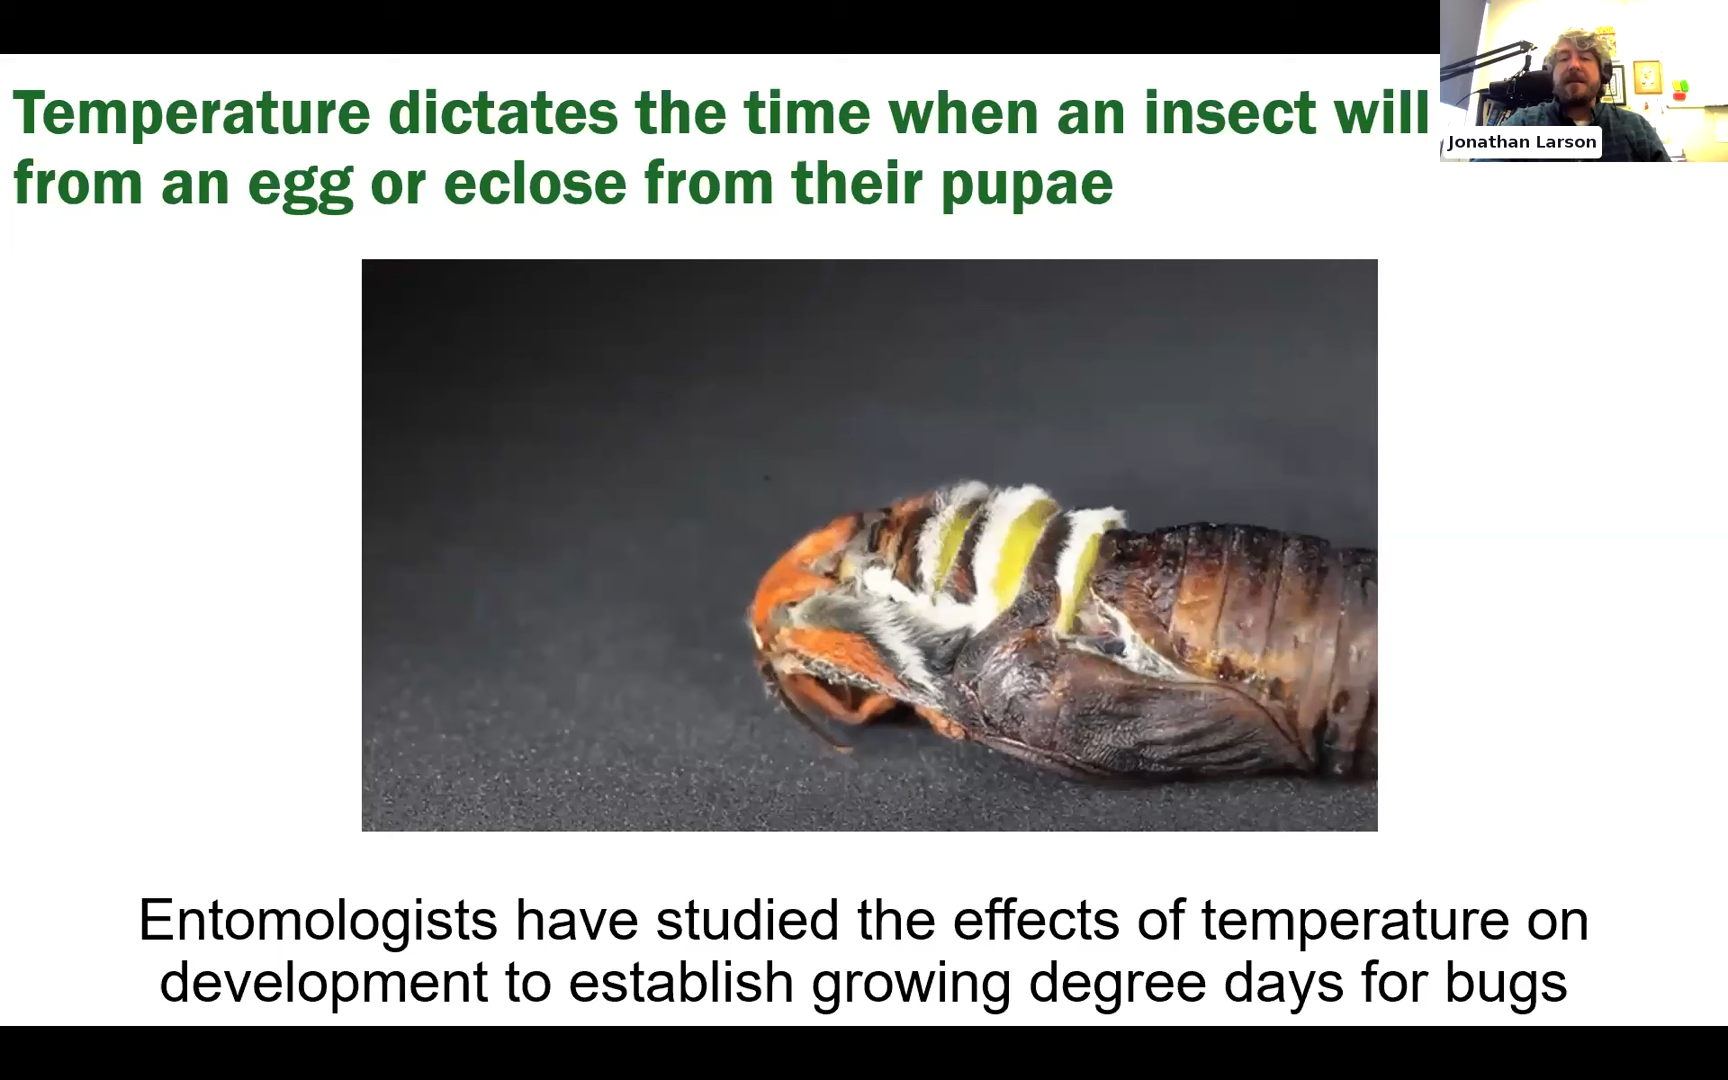 Temperature dictates the time when an insect will
from an egg or eclose from their pupae
Jonathan Larson
Entomologists have studied the effects of temperature on
development to establish growing degree days for bugs